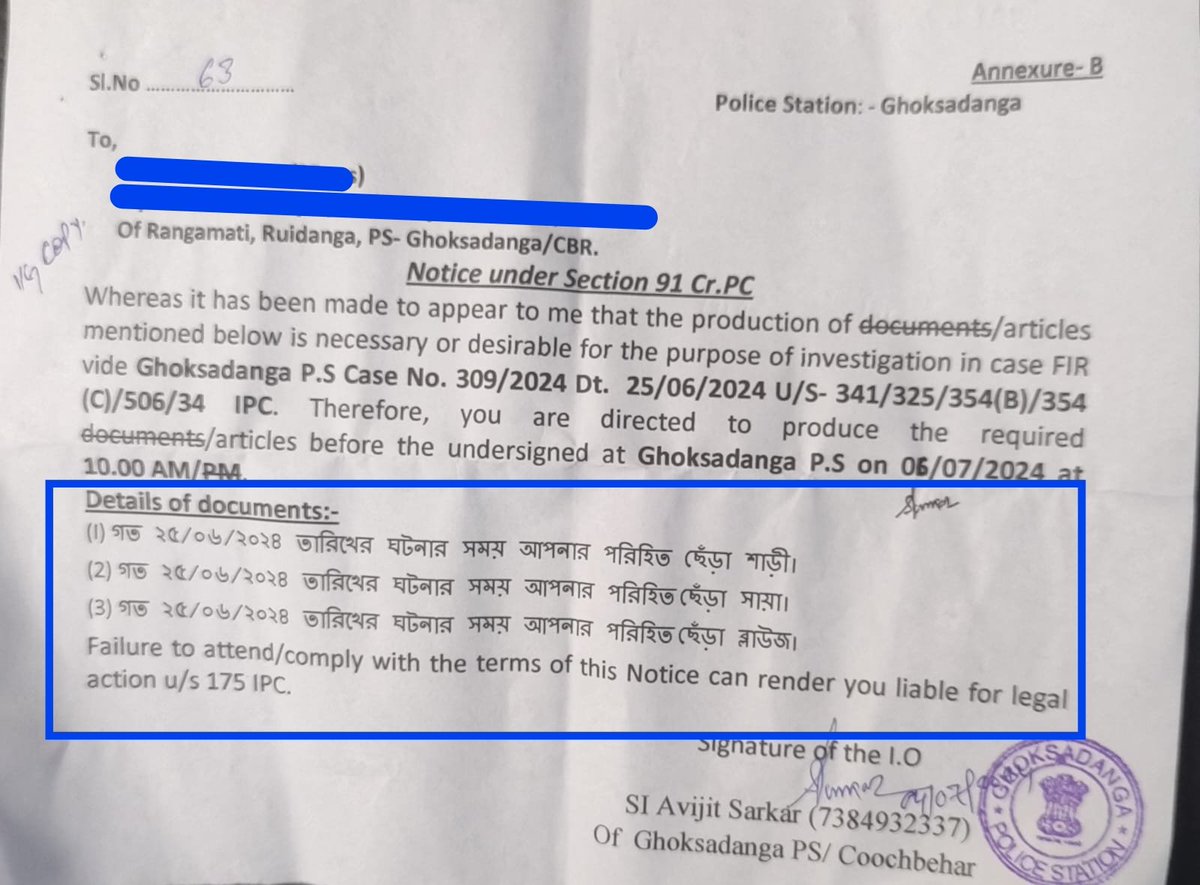 Sl.No ........63........
Annexure- B
Police Station: - Ghoksadanga
To,
)
Of Rangamati, Ruidanga, PS- Ghoksadanga/CBR.
COPY
Notice under Section 91 Cr.PC
Whereas it has been made to appear to me that the production of documents/articles
mentioned below is necessary or desirable for the purpose of investigation in case FIR
vide Ghoksadanga P.S Case No. 309/2024 Dt. 25/06/2024 U/S- 341/325/354(B)/354
(C)/506/34 IPC. Therefore, you are directed to produce the required
documents/articles before the undersigned at Ghoksadanga P.S on 06/07/2024 at
10.00 AM/PM.
Details of documents:-
(1) গত ২৫/০৬/২০২৪ তারিখের ঘটনার সময় আপনার পরিহিত ছেঁড়া শাড়ী।
(2) গত ২৫/০৬/২০২৪ তারিখের ঘটনার সময় আপনার পরিহিত ছেঁড়া সায়া।
(3) গত ২৫/০৬/২০২৪ তারিখের ঘটনার সময় আপনার পরিহিত ছেঁড়া ব্লাউজ।
Failure to attend/comply with the terms of this Notice can render you liable for legal
action u/s 175 IPC.
Signature of the I.O
SI Avijit Sarkar (7384932337)
Of Ghoksadanga PS/ Coochbehar
GHOKSADANGA
POLICE STATION